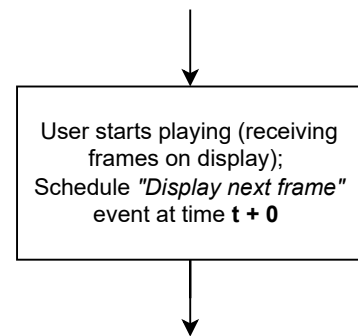 User starts playing (receiving
frames on display);
Schedule "Display next frame"
event at time t + 0